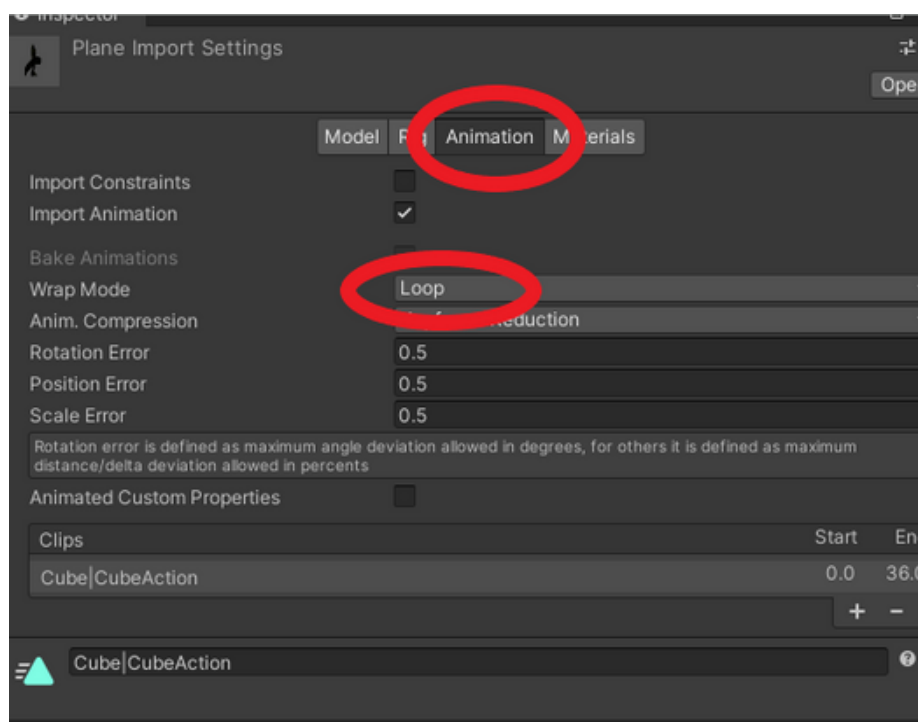 Inspector
Plane Import Settings
Ope
Model Animation
Import Constraints
Import Animation
Bake Animations
Wrap Mode Loop
Anim. Compression
Rotation Error 0.5
Position Error 0.5
Scale Error 0.5
Rotation error is defined as maximum angle deviation allowed in degrees, for others it is defined as maximum
distance/delta deviation allowed in percents
Animated Custom Properties
Clips Start En
Cube|CubeAction 0.0 36.0
+ −
Cube|CubeAction